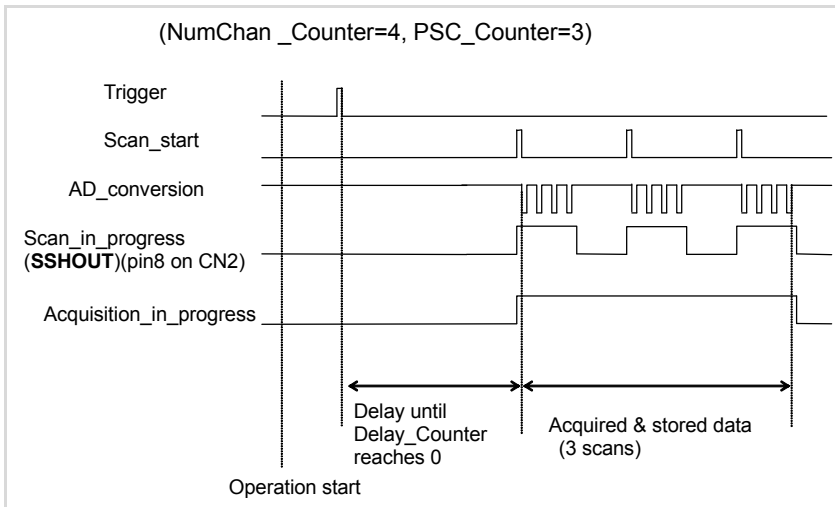 (NumChan _Counter=4, PSC_Counter=3)
Trigger
Scan_start
AD_conversion
Scan_in_progress
(SSHOUT)(pin8 on CN2)
Acquisition_in_progress
Delay until
Delay_Counter
reaches 0
Acquired & stored data
(3 scans)
Operation start